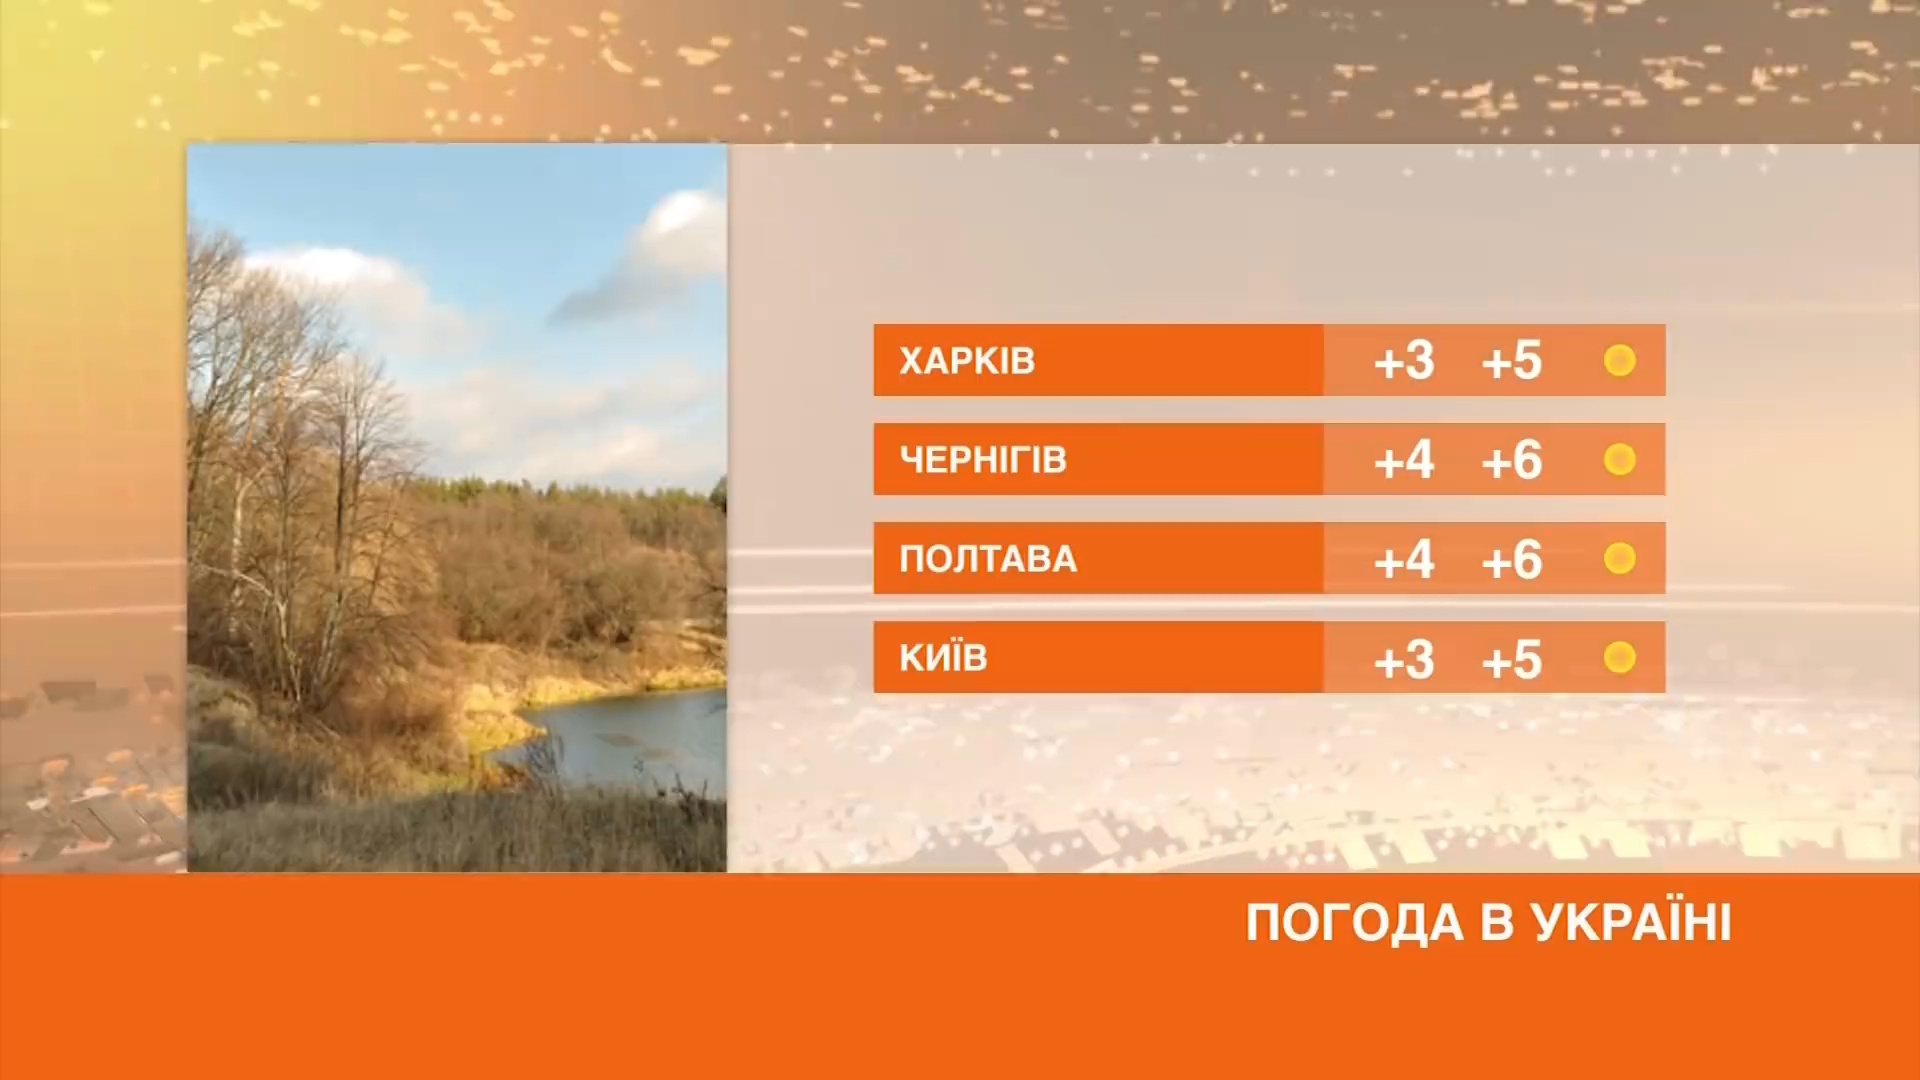 ХАРКІВ +3 +5
ЧЕРНІГІВ +4 +6
ПОЛТАВА +4 +6
КИЇВ +3 +5
ПОГОДА В УКРАЇНІ